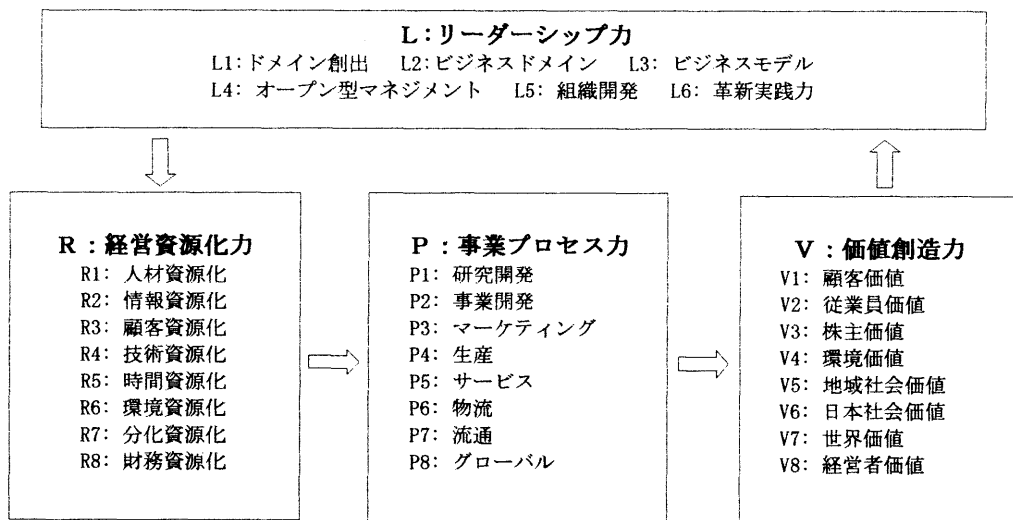 L:リーダーシップ力
L1:ドメイン創出 L2:ビジネスドメイン L3: ビジネスモデル
L4: オープン型マネジメント L5: 組織開発 L6: 革新実践力
R:経営資源化力
R1: 人材資源化
R2: 情報資源化
R3: 顧客資源化
R4: 技術資源化
R5: 時間資源化
R6: 環境資源化
R7: 分化資源化
R8: 財務資源化
P:事業プロセス力
P1: 研究開発
P2: 事業開発
P3: マーケティング
P4: 生産
P5: サービス
P6: 物流
P7: 流通
P8: グローバル
V:価値創造力
V1: 顧客価値
V2: 従業員価値
V3: 株主価値
V4: 環境価値
V5: 地域社会価値
V6: 日本社会価値
V7: 世界価値
V8: 経営者価値